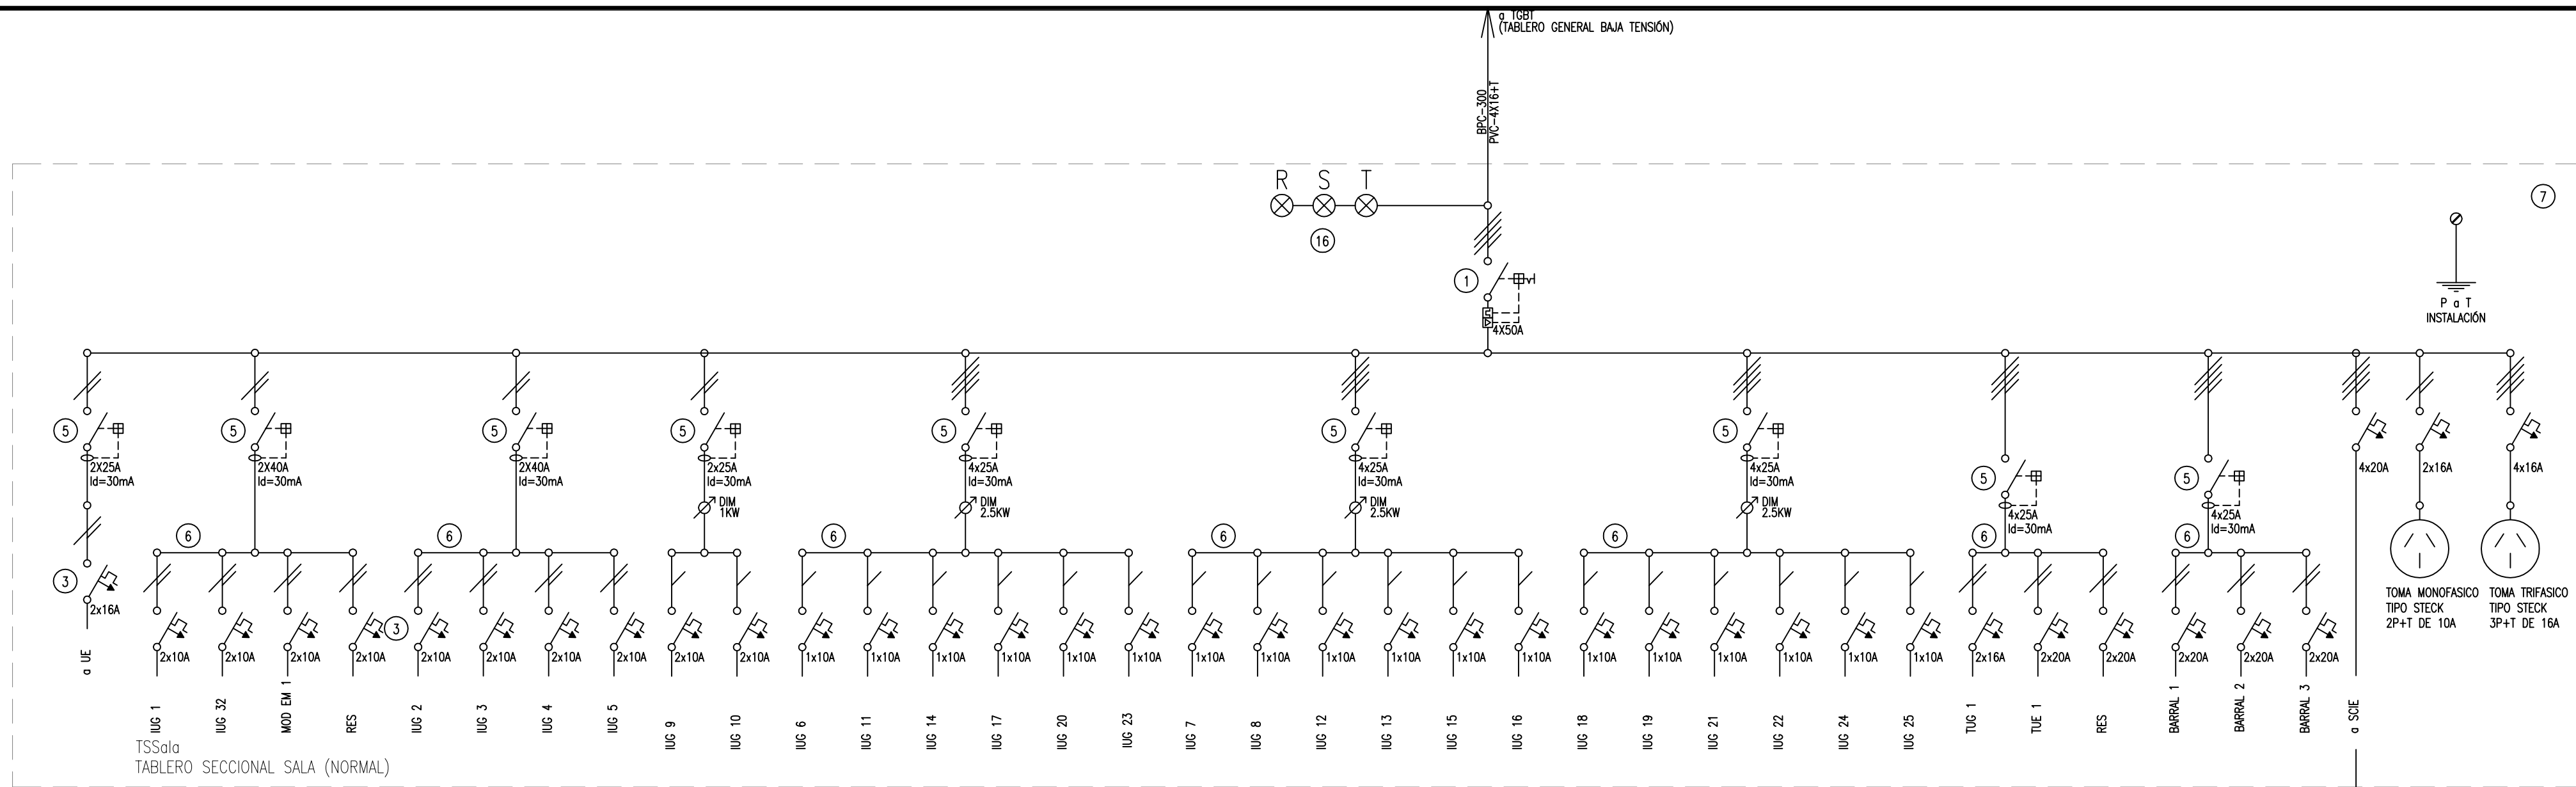 a TGBT
(TABLERO GENERAL BAJA TENSIÓN)
BPC-300
PVC-4X16+T
R S T
16
7
1
4X50A
P a T
INSTALACIÓN
5
2X25A
Id=30mA
5
2X40A
Id=30mA
5
2X40A
Id=30mA
5
2x25A
Id=30mA
DIM
1KW
5
4x25A
Id=30mA
DIM
2.5KW
5
4x25A
Id=30mA
DIM
2.5KW
5
4x25A
Id=30mA
DIM
2.5KW
5
4x25A
Id=30mA
5
4x25A
Id=30mA
4x20A
2x16A
4x16A
6 6 6 6 6 6 6
TOMA MONOFASICO
TIPO STECK
2P+T DE 10A
TOMA TRIFASICO
TIPO STECK
3P+T DE 16A
3
2x16A
3
2x10A 2x10A 2x10A 2x10A 2x10A 2x10A 2x10A 2x10A 2x10A 2x10A 1x10A 1x10A 1x10A 1x10A 1x10A 1x10A 1x10A 1x10A 1x10A 1x10A 1x10A 1x10A 1x10A 1x10A 1x10A 1x10A 1x10A 1x10A 2x16A 2x20A 2x20A 2x20A 2x20A 2x20A
a UE
IUG 1
IUG 32
MOD EM 1
RES
IUG 2
IUG 3
IUG 4
IUG 5
IUG 9
IUG 10
IUG 6
IUG 11
IUG 14
IUG 17
IUG 20
IUG 23
IUG 7
IUG 8
IUG 12
IUG 13
IUG 15
IUG 16
IUG 18
IUG 19
IUG 21
IUG 22
IUG 24
IUG 25
TUG 1
TUE 1
RES
BARRAL 1
BARRAL 2
BARRAL 3
a SCIE
TSSala
TABLERO SECCIONAL SALA (NORMAL)